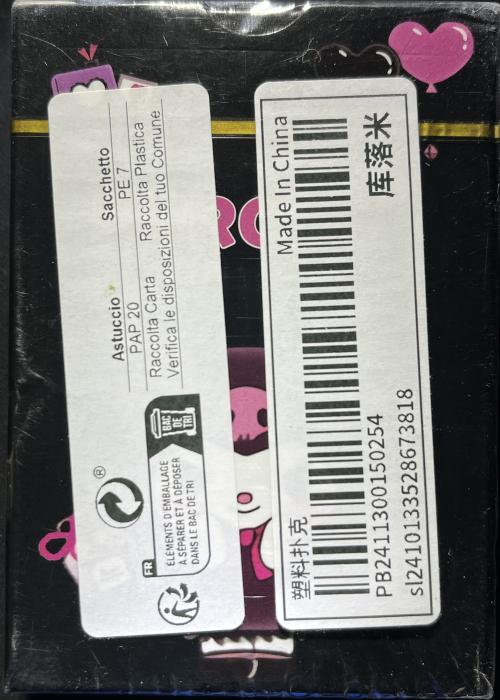 Astuccio Sacchetto
PAP 20 PE 7
Raccolta Carta Raccolta Plastica
Verifica le disposizioni del tuo Comune
®
FR
ÉLÉMENTS D'EMBALLAGE
À SÉPARER ET À DÉPOSER
DANS LE BAC DE TRI
BAC
DE
TRI
库落米
Made In China
塑料扑克
PB2411300150254
sl2410133528673818